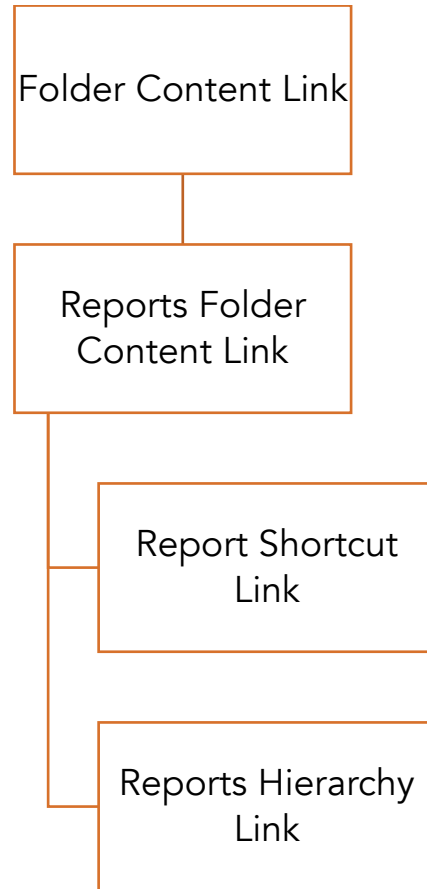 Folder Content Link
Reports Folder
Content Link
Report Shortcut
Link
Reports Hierarchy
Link